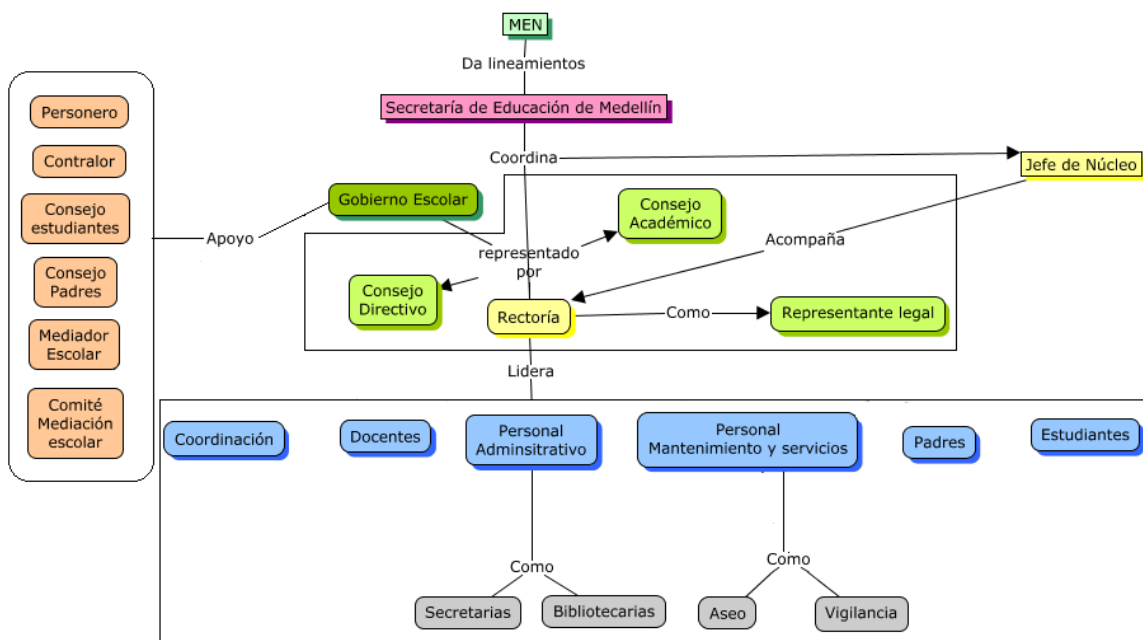 MEN
Da lineamientos
Secretaría de Educación de Medellín
Coordina
Jefe de Núcleo
Personero
Contralor
Consejo
estudiantes
Consejo
Padres
Mediador
Escolar
Comité
Mediación
escolar
Apoyo
Gobierno Escolar
representado
por
Consejo
Académico
Consejo
Directivo
Acompaña
Rectoría
Como
Representante legal
Lidera
Coordinación
Docentes
Personal
Adminsitrativo
Personal
Mantenimiento y servicios
Padres
Estudiantes
Como
Secretarias
Bibliotecarias
Como
Aseo
Vigilancia